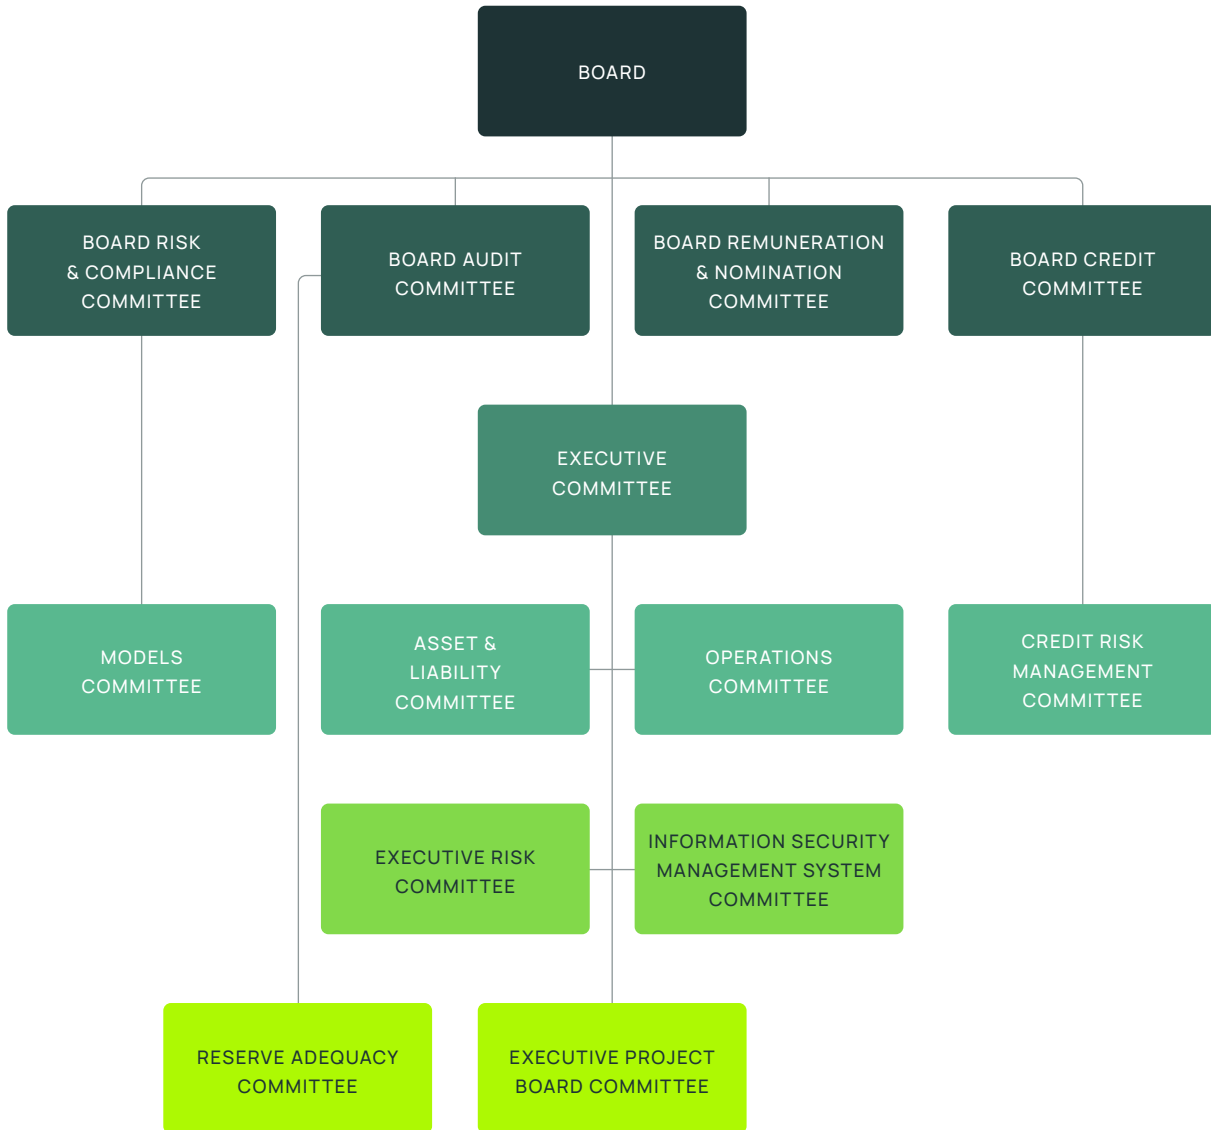 BOARD
BOARD RISK
& COMPLIANCE
COMMITTEE
BOARD AUDIT
COMMITTEE
BOARD REMUNERATION
& NOMINATION
COMMITTEE
BOARD CREDIT
COMMITTEE
EXECUTIVE
COMMITTEE
MODELS
COMMITTEE
ASSET &
LIABILITY
COMMITTEE
OPERATIONS
COMMITTEE
CREDIT RISK
MANAGEMENT
COMMITTEE
EXECUTIVE RISK
COMMITTEE
INFORMATION SECURITY
MANAGEMENT SYSTEM
COMMITTEE
RESERVE ADEQUACY
COMMITTEE
EXECUTIVE PROJECT
BOARD COMMITTEE